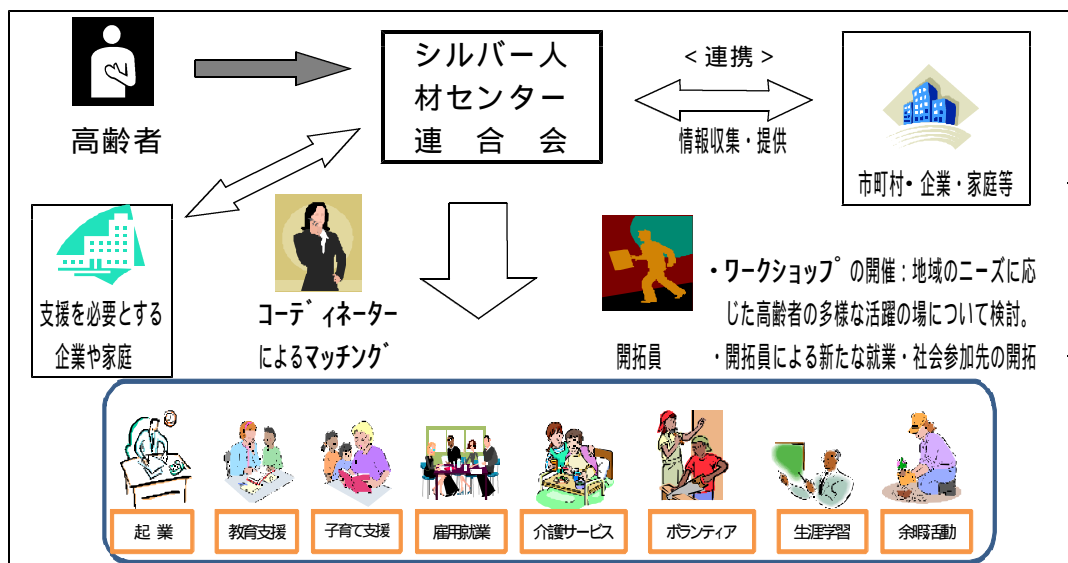 高齢者
シルバー人
材センター
連合会
<連携>
情報収集・提供
市町村・企業・家庭等
支援を必要とする
企業や家庭
コーディネーター
によるマッチング
開拓員
・ワークショップの開催：地域のニーズに応
じた高齢者の多様な活躍の場について検討。
・開拓員による新たな就業・社会参加先の開拓
起業
教育支援
子育て支援
雇用就業
介護サービス
ボランティア
生涯学習
余暇活動